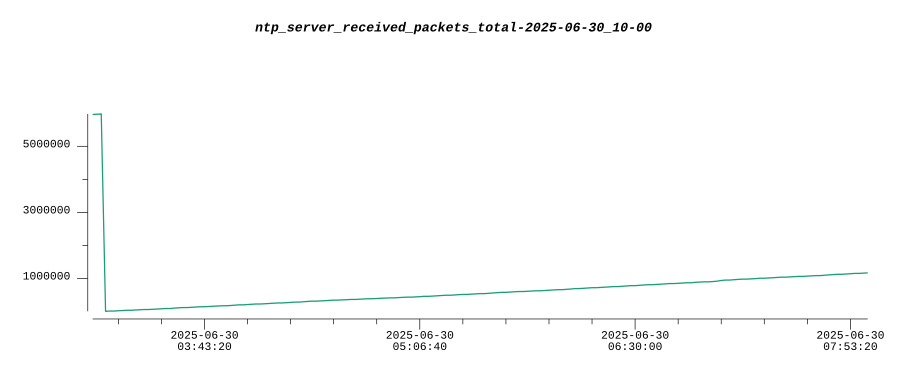 ntp_server_received_packets_total-2025-06-30_10-00
5000000
3000000
1000000
2025-06-30 2025-06-30 2025-06-30 2025-06-30
03:43:20 05:06:40 06:30:00 07:53:20